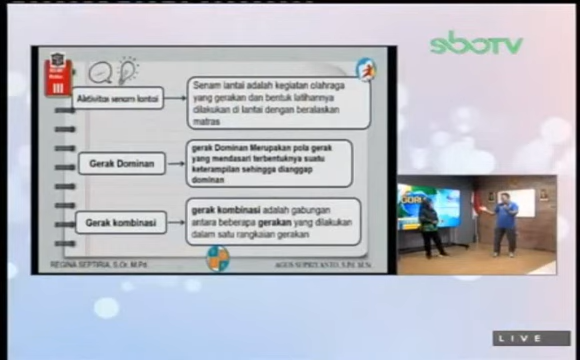 sboTV
III
Aktivitas senam lantai
Senam lantai adalah kegiatan olahraga
yang gerakan dan bentuk latihannya
dilakukan di lantai dengan beralaskan
matras
Gerak Dominan
gerak Dominan Merupakan pola gerak
yang mendasari terbentuknya suatu
keterampilan sehingga dianggap
dominan
Gerak kombinasi
gerak kombinasi adalah gabungan
antara beberapa gerakan yang dilakukan
dalam satu rangkaian gerakan
REGINA SEPTIRIA, S.Or, M.Pd.
AGUS SUPRIYANTO, S.Pd. M.N
LIVE